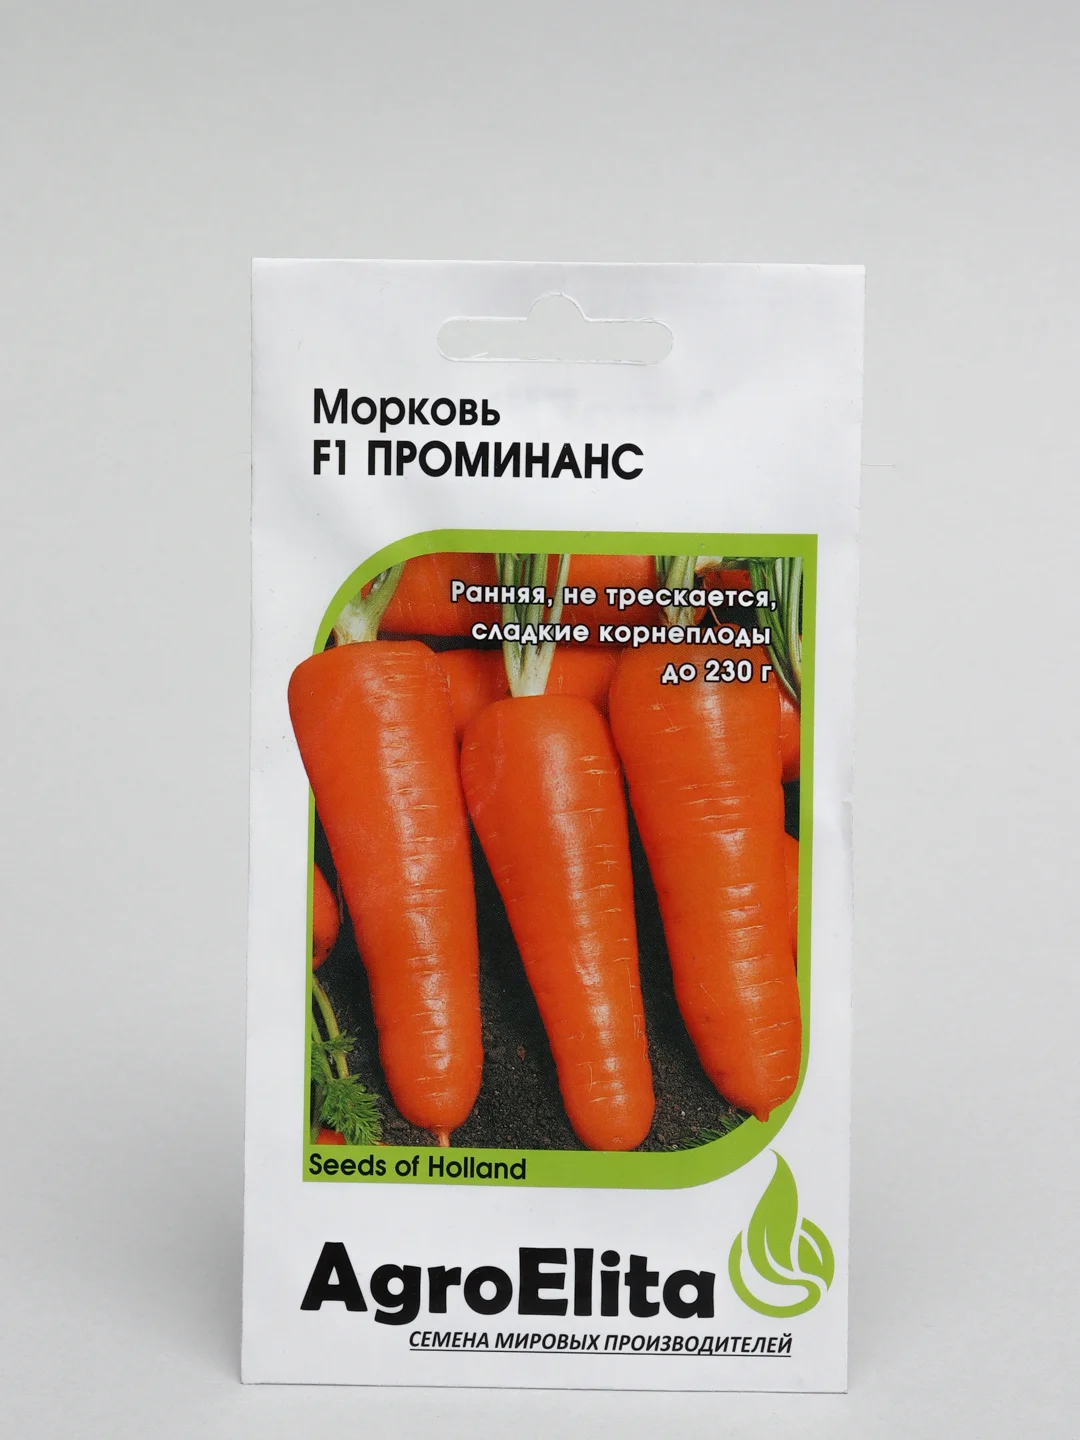 Морковь
F1 ПРОМИНАНС
Ранняя, не трескается,
сладкие корнеплоды
до 230 г
Seeds of Holland
AgroElita
СЕМЕНА МИРОВЫХ ПРОИЗВОДИТЕЛЕЙ